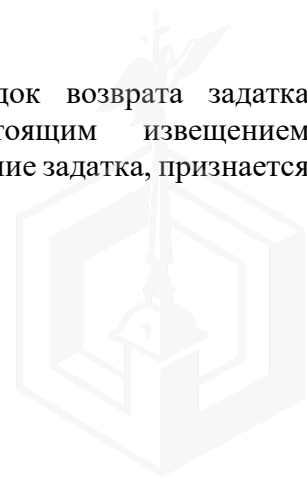 док возврата задатка
тоящим извещением
ние задатка, признается